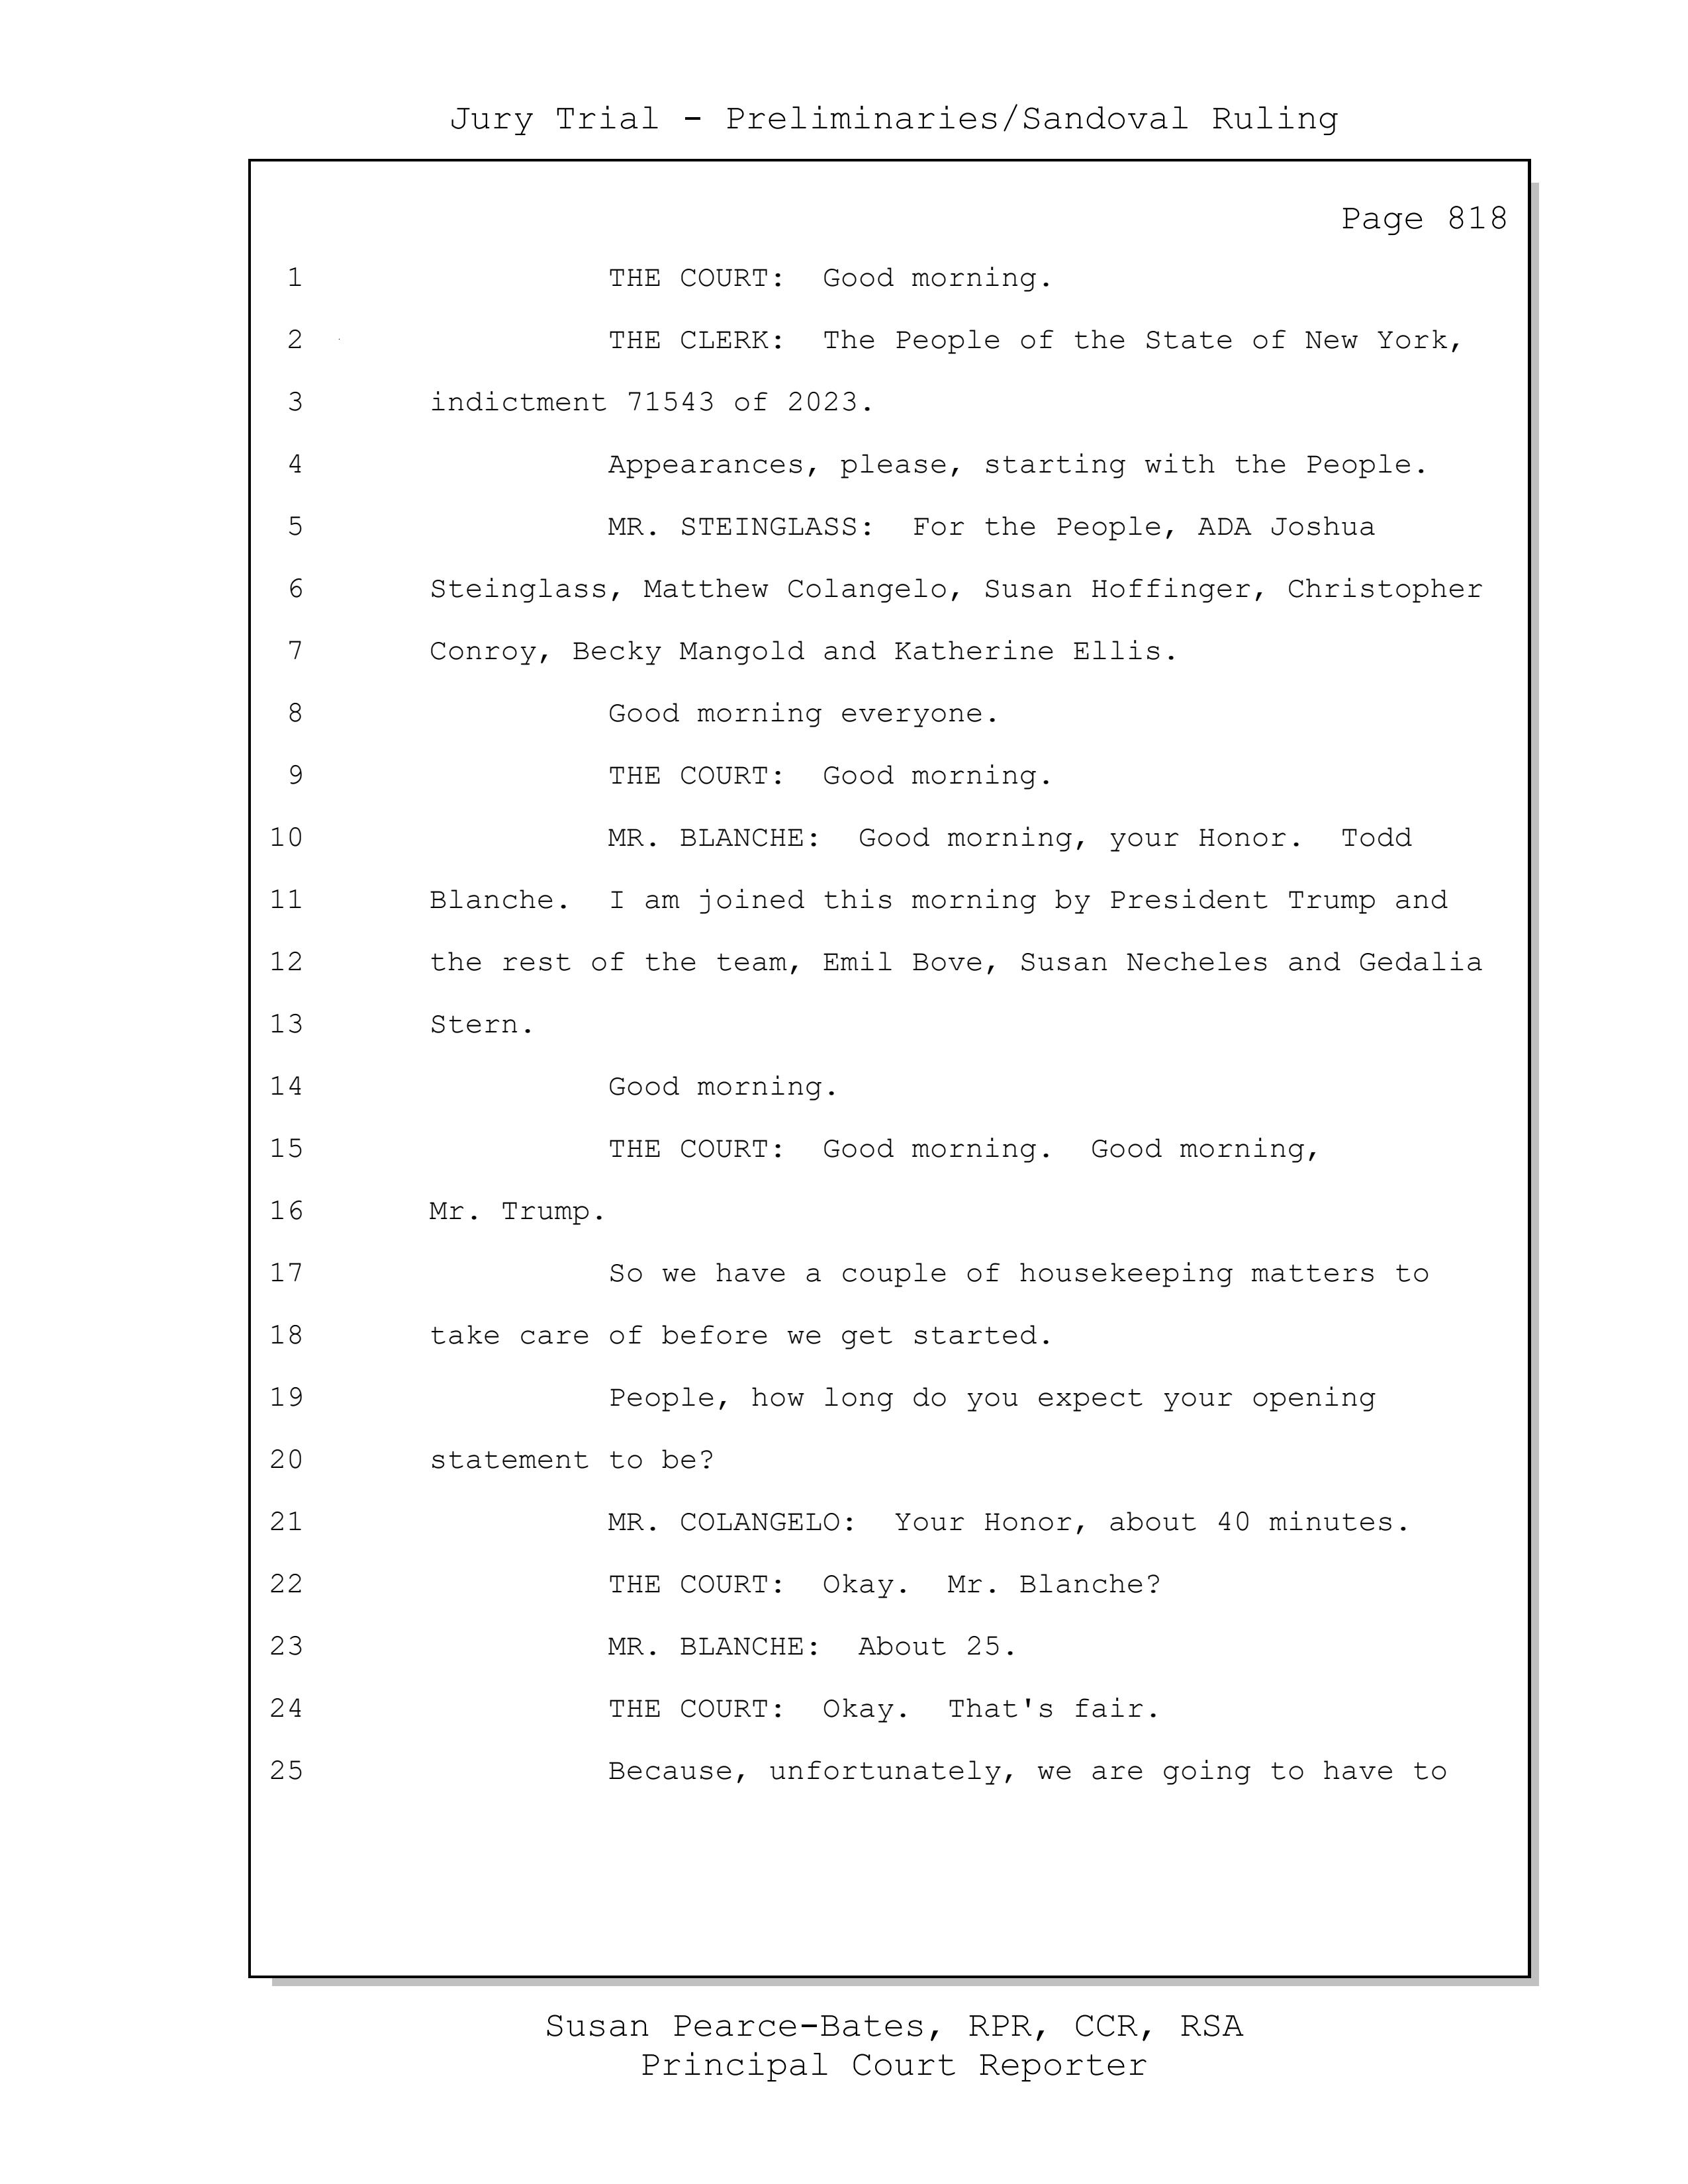 Jury Trial - Preliminaries/Sandoval Ruling
Page 818
1 THE COURT: Good morning.
2 THE CLERK: The People of the State of New York,
3 indictment 71543 of 2023.
4 Appearances, please, starting with the People.
5 MR. STEINGLASS: For the People, ADA Joshua
6 Steinglass, Matthew Colangelo, Susan Hoffinger, Christopher
7 Conroy, Becky Mangold and Katherine Ellis.
8 Good morning everyone.
9 THE COURT: Good morning.
10 MR. BLANCHE: Good morning, your Honor. Todd
11 Blanche. I am joined this morning by President Trump and
12 the rest of the team, Emil Bove, Susan Necheles and Gedalia
13 Stern.
14 Good morning.
15 THE COURT: Good morning. Good morning,
16 Mr. Trump.
17 So we have a couple of housekeeping matters to
18 take care of before we get started.
19 People, how long do you expect your opening
20 statement to be?
21 MR. COLANGELO: Your Honor, about 40 minutes.
22 THE COURT: Okay. Mr. Blanche?
23 MR. BLANCHE: About 25.
24 THE COURT: Okay. That's fair.
25 Because, unfortunately, we are going to have to
Susan Pearce-Bates, RPR, CCR, RSA
Principal Court Reporter